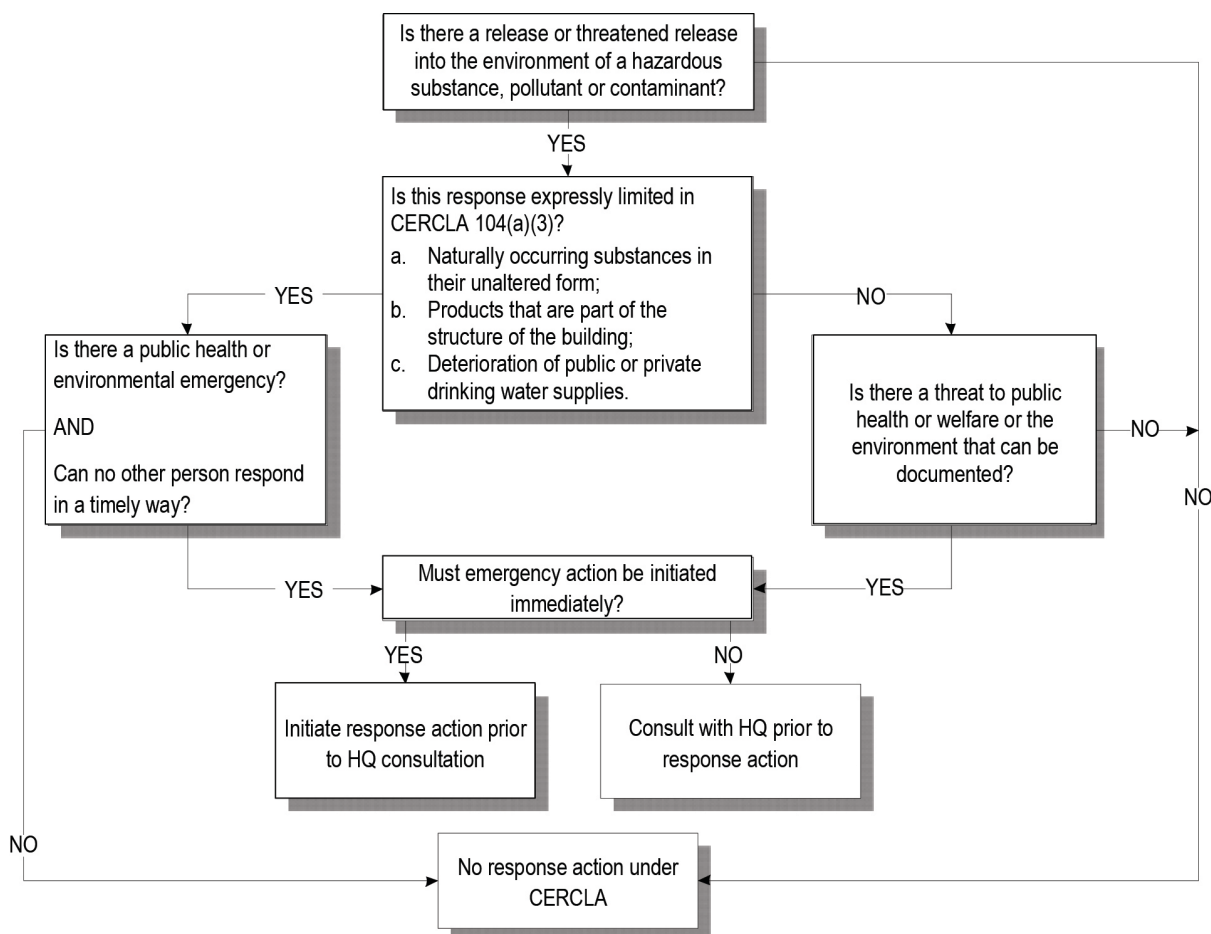 Is there a release or threatened release
into the environment of a hazardous
substance, pollutant or contaminant?
YES
Is this response expressly limited in
CERCLA 104(a)(3)?
a. Naturally occurring substances in
their unaltered form;
b. Products that are part of the
structure of the building;
c. Deterioration of public or private
drinking water supplies.
YES
NO
Is there a public health or
environmental emergency?
AND
Can no other person respond
in a timely way?
Is there a threat to public
health or welfare or the
environment that can be
documented?
NO
NO
YES
Must emergency action be initiated
immediately?
YES
YES
NO
Initiate response action prior
to HQ consultation
Consult with HQ prior to
response action
NO
No response action under
CERCLA